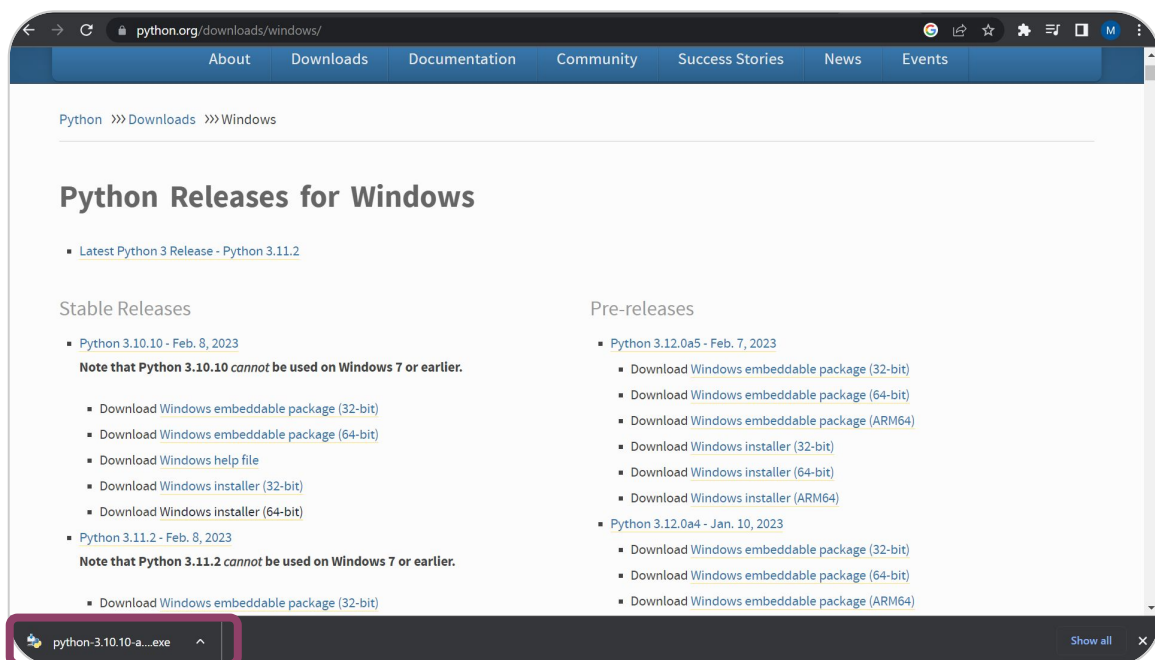 python.org/downloads/windows/
M
About Downloads Documentation Community Success Stories News Events
Python >>> Downloads >>> Windows
Python Releases for Windows
Latest Python 3 Release - Python 3.11.2
Stable Releases
Python 3.10.10 - Feb. 8, 2023
Note that Python 3.10.10 cannot be used on Windows 7 or earlier.
Download Windows embeddable package (32-bit)
Download Windows embeddable package (64-bit)
Download Windows help file
Download Windows installer (32-bit)
Download Windows installer (64-bit)
Python 3.11.2 - Feb. 8, 2023
Note that Python 3.11.2 cannot be used on Windows 7 or earlier.
Download Windows embeddable package (32-bit)
Pre-releases
Python 3.12.0a5 - Feb. 7, 2023
Download Windows embeddable package (32-bit)
Download Windows embeddable package (64-bit)
Download Windows embeddable package (ARM64)
Download Windows installer (32-bit)
Download Windows installer (64-bit)
Download Windows installer (ARM64)
Python 3.12.0a4 - Jan. 10, 2023
Download Windows embeddable package (32-bit)
Download Windows embeddable package (64-bit)
Download Windows embeddable package (ARM64)
python-3.10.10-a....exe
Show all